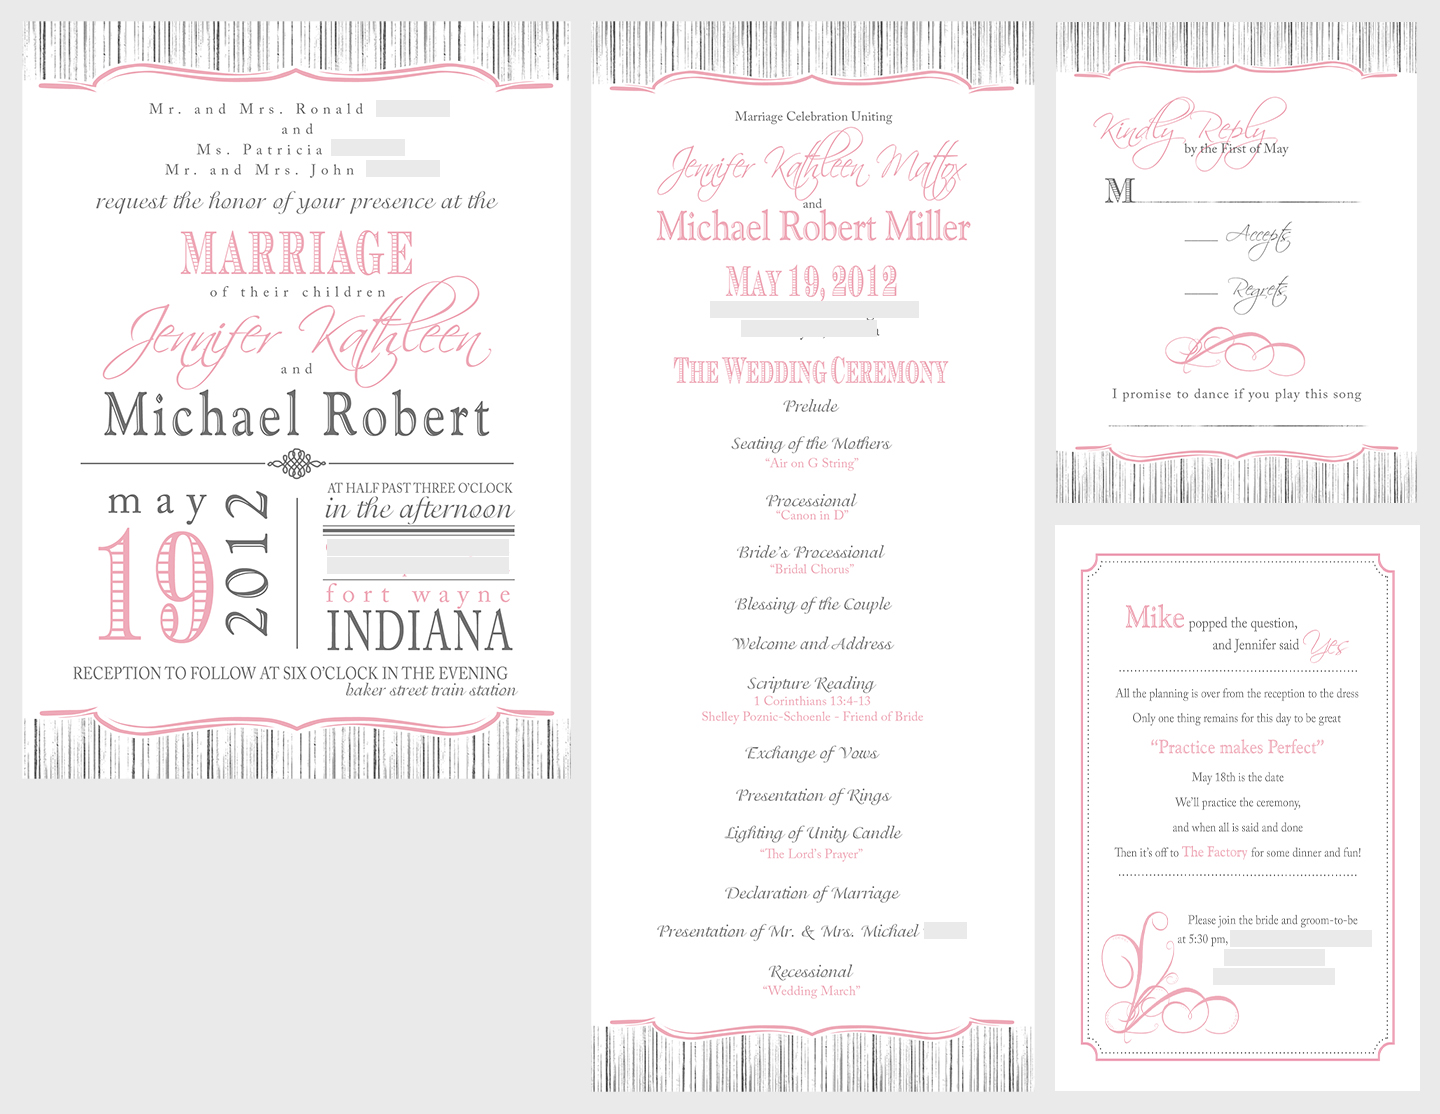 Mr. and Mrs. Ronald
and
Ms. Patricia
Mr. and Mrs. John
request the honor of your presence at the
MARRIAGE
of their children
Jennifer Kathleen
and
Michael Robert
may
19
2012
AT HALF PAST THREE O'CLOCK
in the afternoon
fort wayne
INDIANA
RECEPTION TO FOLLOW AT SIX O'CLOCK IN THE EVENING
baker street train station
Marriage Celebration Uniting
Jennifer Kathleen Mattox
and
Michael Robert Miller
MAY 19, 2012
THE WEDDING CEREMONY
Prelude
Seating of the Mothers
“Air on G String”
Processional
“Canon in D”
Bride's Processional
“Bridal Chorus”
Blessing of the Couple
Welcome and Address
Scripture Reading
1 Corinthians 13:4-13
Shelley Poznic-Schoenle - Friend of Bride
Exchange of Vows
Presentation of Rings
Lighting of Unity Candle
“The Lord's Prayer”
Declaration of Marriage
Presentation of Mr. & Mrs. Michael
Recessional
“Wedding March”
Kindly Reply
by the First of May
M
Accepts
Regrets
I promise to dance if you play this song
Mike popped the question,
and Jennifer said Yes
All the planning is over from the reception to the dress
Only one thing remains for this day to be great
“Practice makes Perfect”
May 18th is the date
We'll practice the ceremony,
and when all is said and done
Then it's off to The Factory for some dinner and fun!
Please join the bride and groom-to-be
at 5:30 pm,